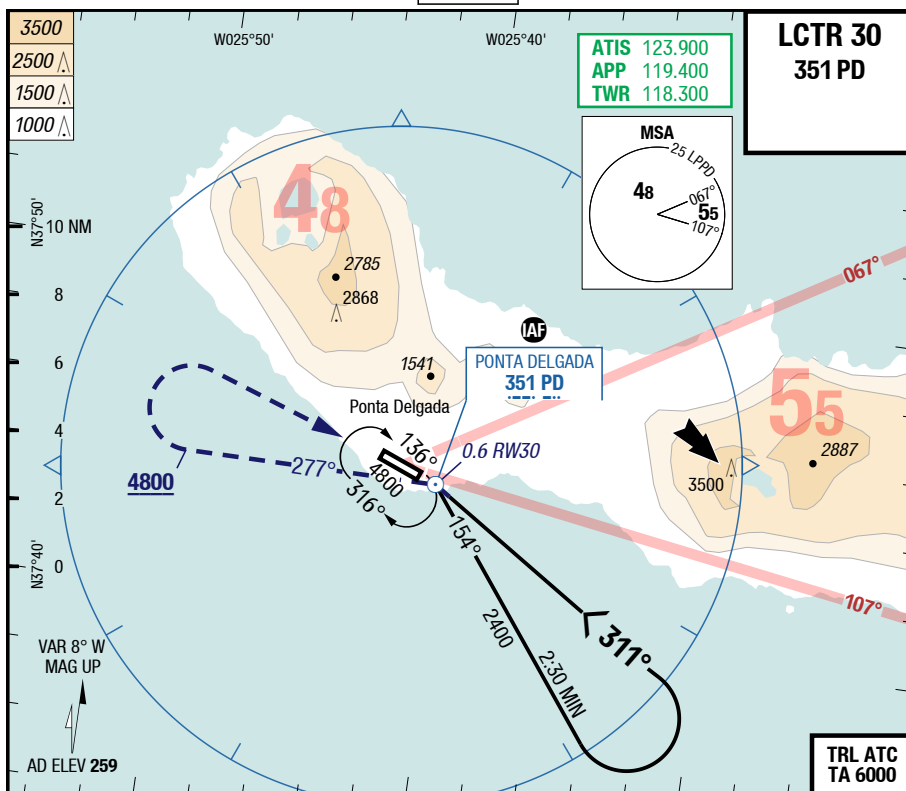 3500
2500
1500
1000
W025°50'
W025°40'
ATIS 123.900
APP 119.400
TWR 118.300
LCTR 30
351 PD
MSA
25 LPPD
48
067°
55
107°
N37°50'
10 NM
8
6
4
2
0
N37°40'
48
2785
2868
1541
IAF
PONTA DELGADA
351 PD
067°
55
2887
3500
Ponta Delgada
136°
0.6 RW30
4800
277°
4800
316°
154°
2400
2:30 MIN
311°
107°
VAR 8° W
MAG UP
AD ELEV 259
TRL ATC
TA 6000